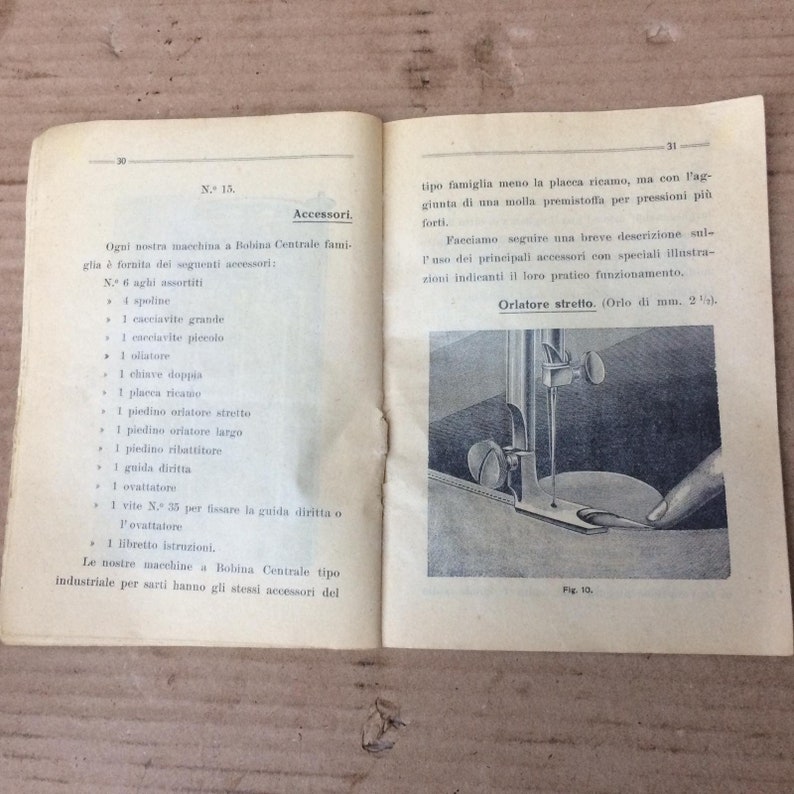 30
N.º 15.
Accessori.
Ogni nostra macchina a Bobina Centrale fami-
glia è fornita dei seguenti accessori:
N.º 6 aghi assortiti
» 4 spoline
» 1 cacciavite grande
» 1 cacciavite piccolo
» 1 oliatore
» 1 chiave doppia
» 1 placca ricamo
» 1 piedino orlatore stretto
» 1 piedino orlatore largo
» 1 piedino ribattitore
» 1 guida diritta
» 1 ovattatore
» 1 vite N.º 35 per fissare la guida diritta o
l'ovattatore
» 1 libretto istruzioni.
Le nostre macchine a Bobina Centrale tipo
industriale per sarti hanno gli stessi accessori del
31
tipo famiglia meno la placca ricamo, ma con l'ag-
giunta di una molla premistoffa per pressioni più
forti.
Facciamo seguire una breve descrizione sul-
l'uso dei principali accessori con speciali illustra-
zioni indicanti il loro pratico funzionamento.
Orlatore stretto. (Orlo di mm. 2 ½).
Fig. 10.